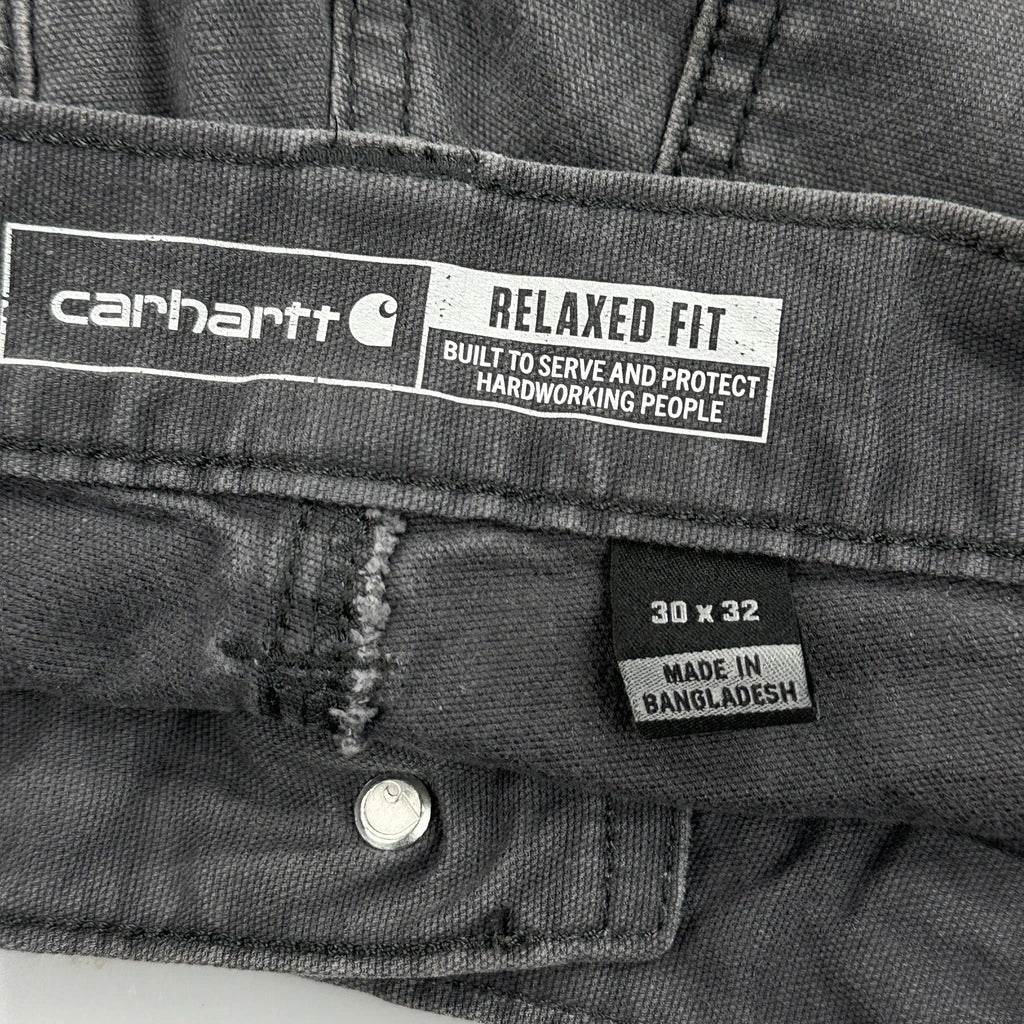 carhartt
RELAXED FIT
BUILT TO SERVE AND PROTECT
HARDWORKING PEOPLE
30 x 32
MADE IN
BANGLADESH